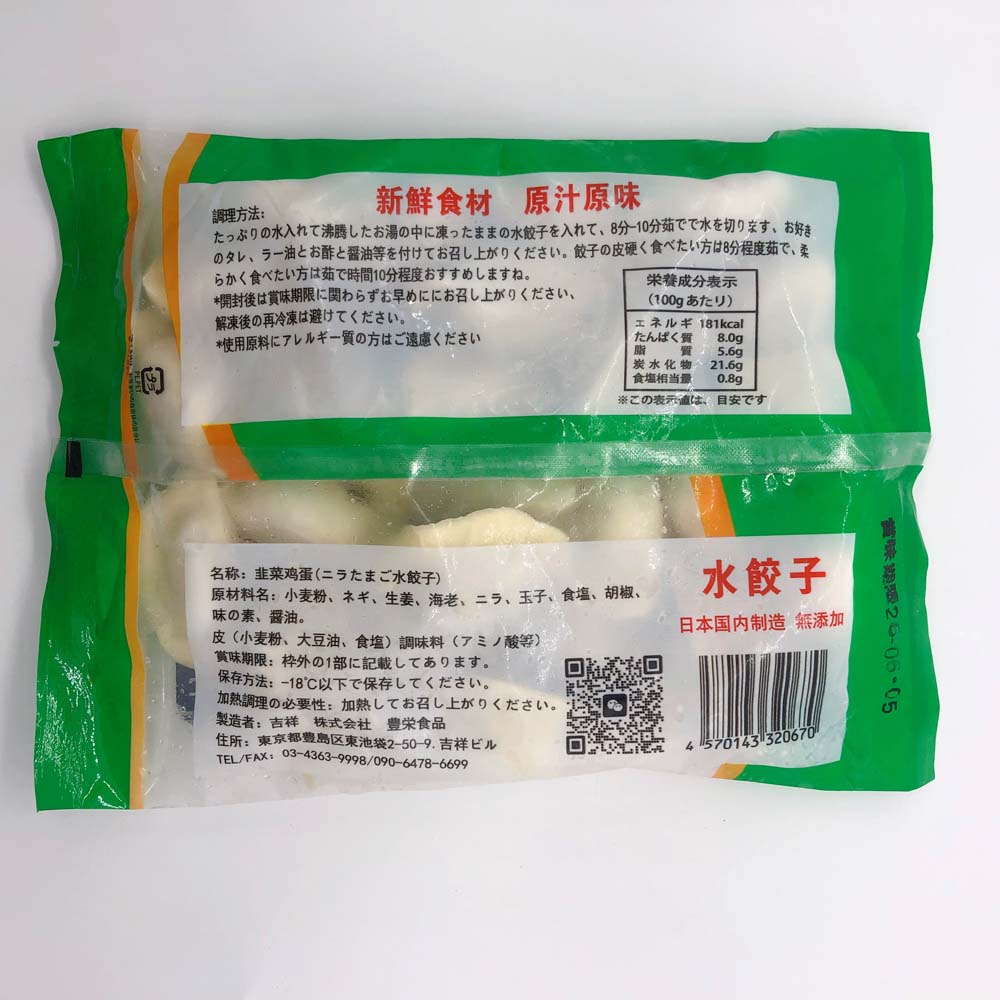 新鮮食材 原汁原味
調理方法:
たっぷりの水入れて沸騰したお湯の中に凍ったままの水餃子を入れて、8分-10分茹でで水を切ります、お好き
のタレ、ラー油とお酢と醤油等を付けてお召し上がりください。餃子の皮硬く食べたい方は8分程度茹で、柔
らかく食べたい方は茹で時間10分程度おすすめしますね。
*開封後は賞味期限に関わらずお早めににお召し上がりください、
解凍後の再冷凍は避けてください。
*使用原料にアレルギー質の方はご遠慮ください
栄養成分表示
(100gあたり)
エネルギ 181kcal
たんぱく質 8.0g
脂質 5.6g
炭水化物 21.6g
食塩相当量 0.8g
※この表示値は、目安です
PE,PET
名称: 韭菜鸡蛋(ニラたまご水餃子)
原材料名: 小麦粉、ネギ、生姜、海老、ニラ、玉子、食塩、胡椒、
味の素、醤油。
皮(小麦粉、大豆油、食塩)調味料(アミノ酸等)
賞味期限: 枠外の1部に記載してあります。
保存方法: -18℃以下で保存してください。
加熱調理の必要性: 加熱してお召し上がりください。
製造者: 吉祥 株式会社 豊栄食品
住所: 東京都豊島区東池袋2-50-9.吉祥ビル
TEL/FAX: 03-4363-9998/090-6478-6699
水餃子
日本国内制造 無添加
4 570143 320670
賞味期限26-06-05